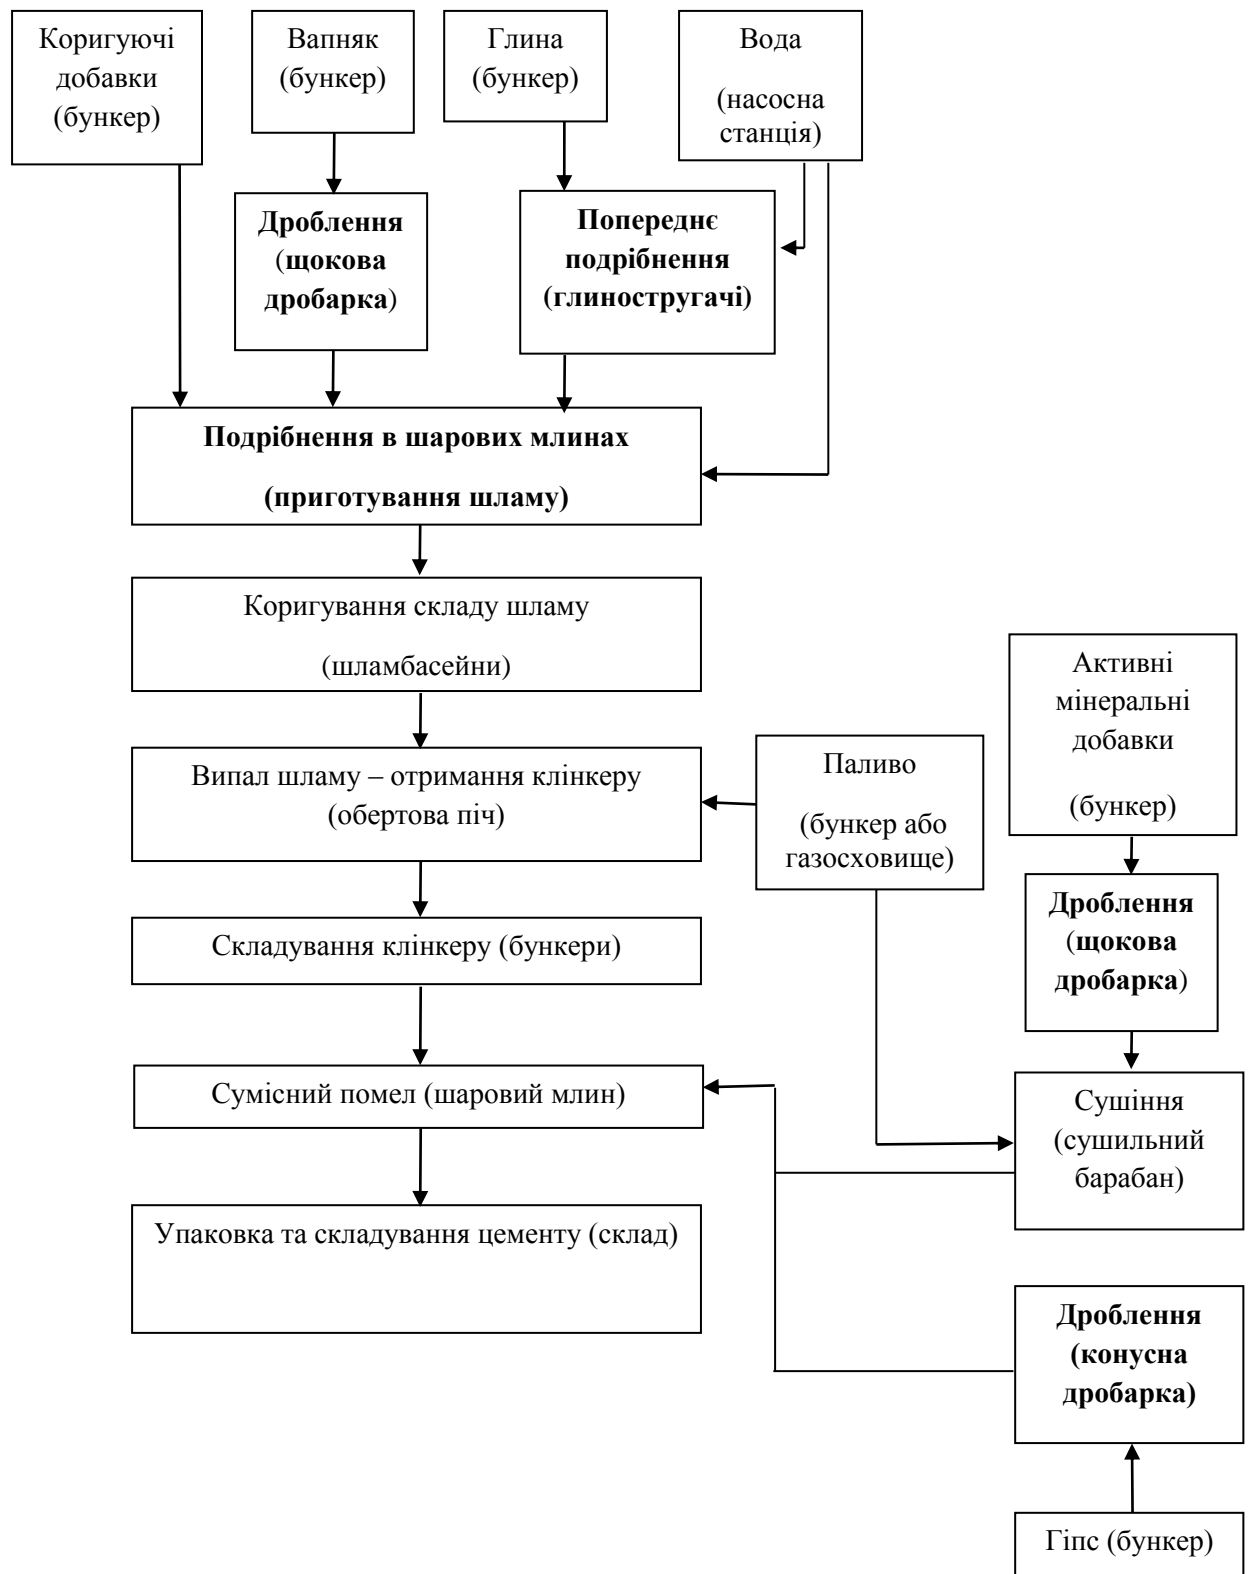 Коригуючі
добавки
(бункер)
Вапняк
(бункер)
Глина
(бункер)
Вода
(насосна
станція)
Дроблення
(щокова
дробарка)
Попереднє
подрібнення
(глиностругачі)
Подрібнення в шарових млинах
(приготування шламу)
Коригування складу шламу
(шламбасейни)
Випал шламу – отримання клінкеру
(обертова піч)
Паливо
(бункер або
газосховище)
Активні
мінеральні
добавки
(бункер)
Дроблення
(щокова
дробарка)
Складування клінкеру (бункери)
Сумісний помел (шаровий млин)
Сушіння
(сушильний
барабан)
Упаковка та складування цементу (склад)
Дроблення
(конусна
дробарка)
Гіпс (бункер)